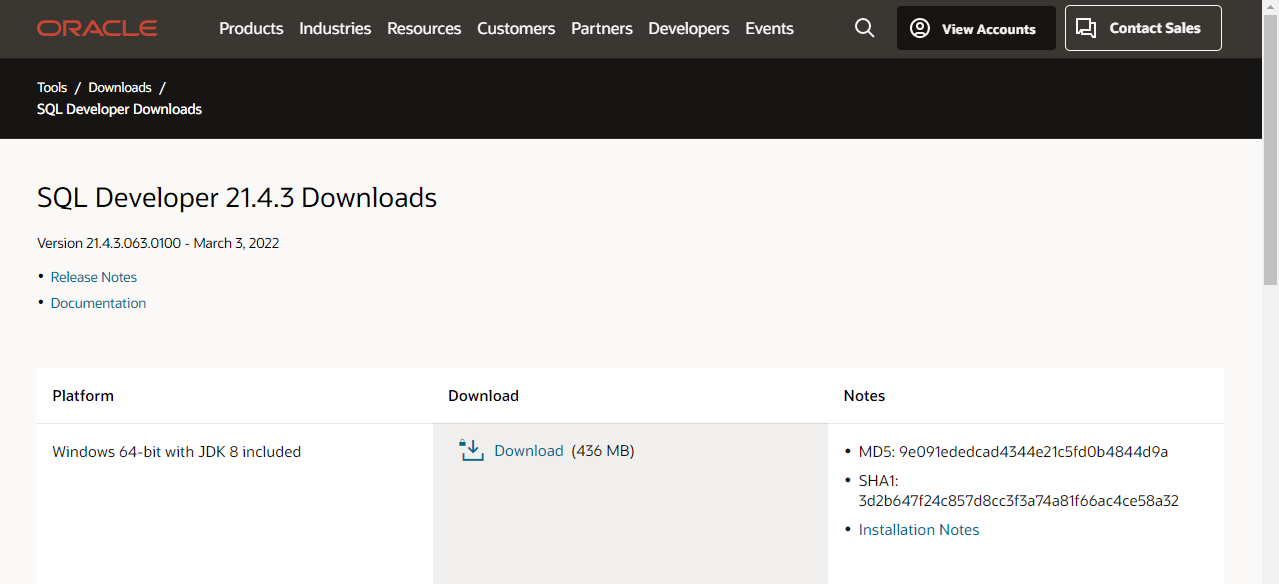 ORACLE Products Industries Resources Customers Partners Developers Events View Accounts Contact Sales
Tools / Downloads /
SQL Developer Downloads
SQL Developer 21.4.3 Downloads
Version 21.4.3.063.0100 - March 3, 2022
• Release Notes
• Documentation
Platform Download Notes
Windows 64-bit with JDK 8 included Download (436 MB) • MD5: 9e091ededcad4344e21c5fd0b4844d9a
• SHA1:
3d2b647f24c857d8cc3f3a74a81f66ac4ce58a32
• Installation Notes